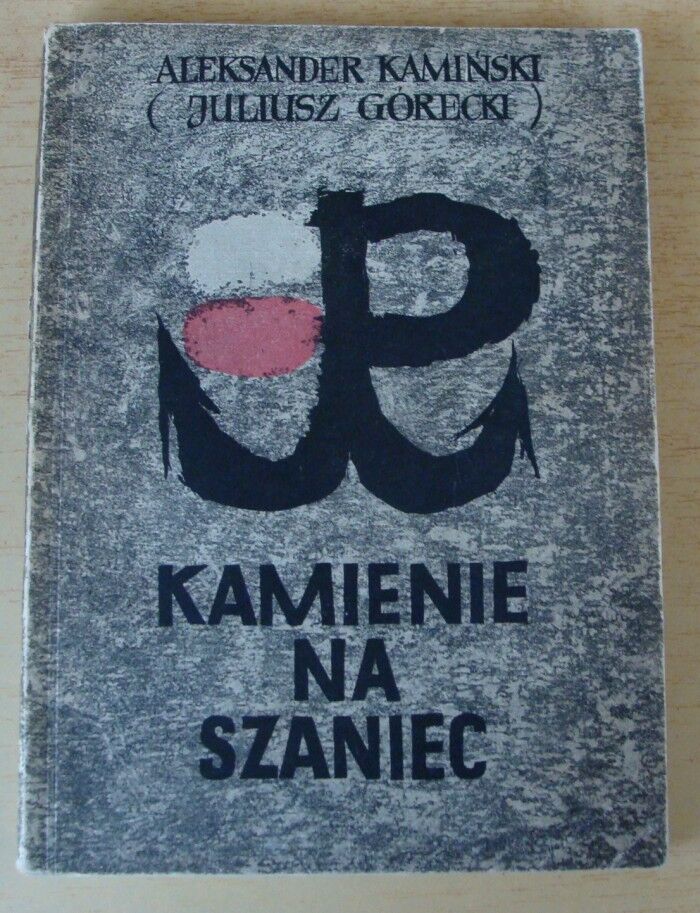 ALEKSANDER KAMIŃSKI
( JULIUSZ GÓRECKI )
KAMIENIE
NA
SZANIEC